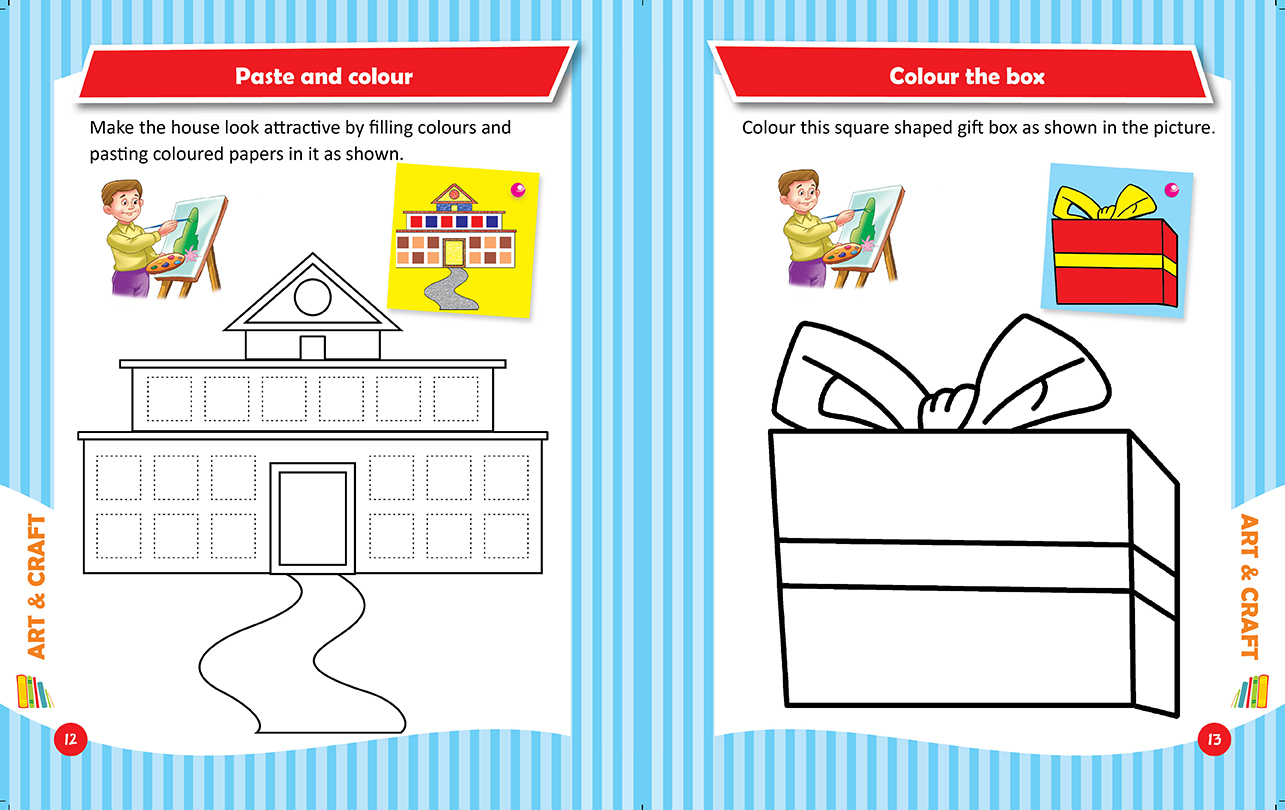 Paste and colour
Make the house look attractive by filling colours and
pasting coloured papers in it as shown.
ART & CRAFT
12
Colour the box
Colour this square shaped gift box as shown in the picture.
ART & CRAFT
13